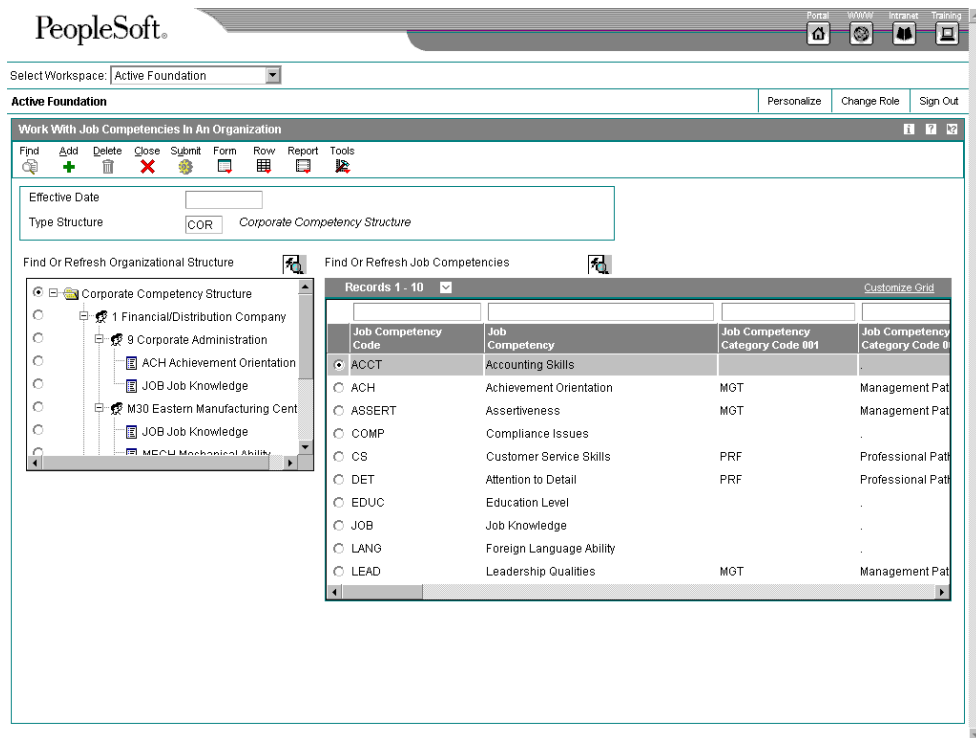 Portal WWW Intranet Training
PeopleSoft.
Select Workspace: Active Foundation
Active Foundation Personalize Change Role Sign Out
Work With Job Competencies In An Organization
Find Add Delete Close Submit Form Row Report Tools
Effective Date
Type Structure COR Corporate Competency Structure
Find Or Refresh Organizational Structure
Corporate Competency Structure
1 Financial/Distribution Company
9 Corporate Administration
ACH Achievement Orientation
JOB Job Knowledge
M30 Eastern Manufacturing Cent
JOB Job Knowledge
MECH Mechanical Ability
Find Or Refresh Job Competencies
Records 1 - 10 Customize Grid
Job Competency Code Job Competency Job Competency Category Code 001 Job Competency Category Code 0
ACCT Accounting Skills .
ACH Achievement Orientation MGT Management Pat
ASSERT Assertiveness MGT Management Pat
COMP Compliance Issues .
CS Customer Service Skills PRF Professional Path
DET Attention to Detail PRF Professional Path
EDUC Education Level .
JOB Job Knowledge .
LANG Foreign Language Ability .
LEAD Leadership Qualities MGT Management Pat